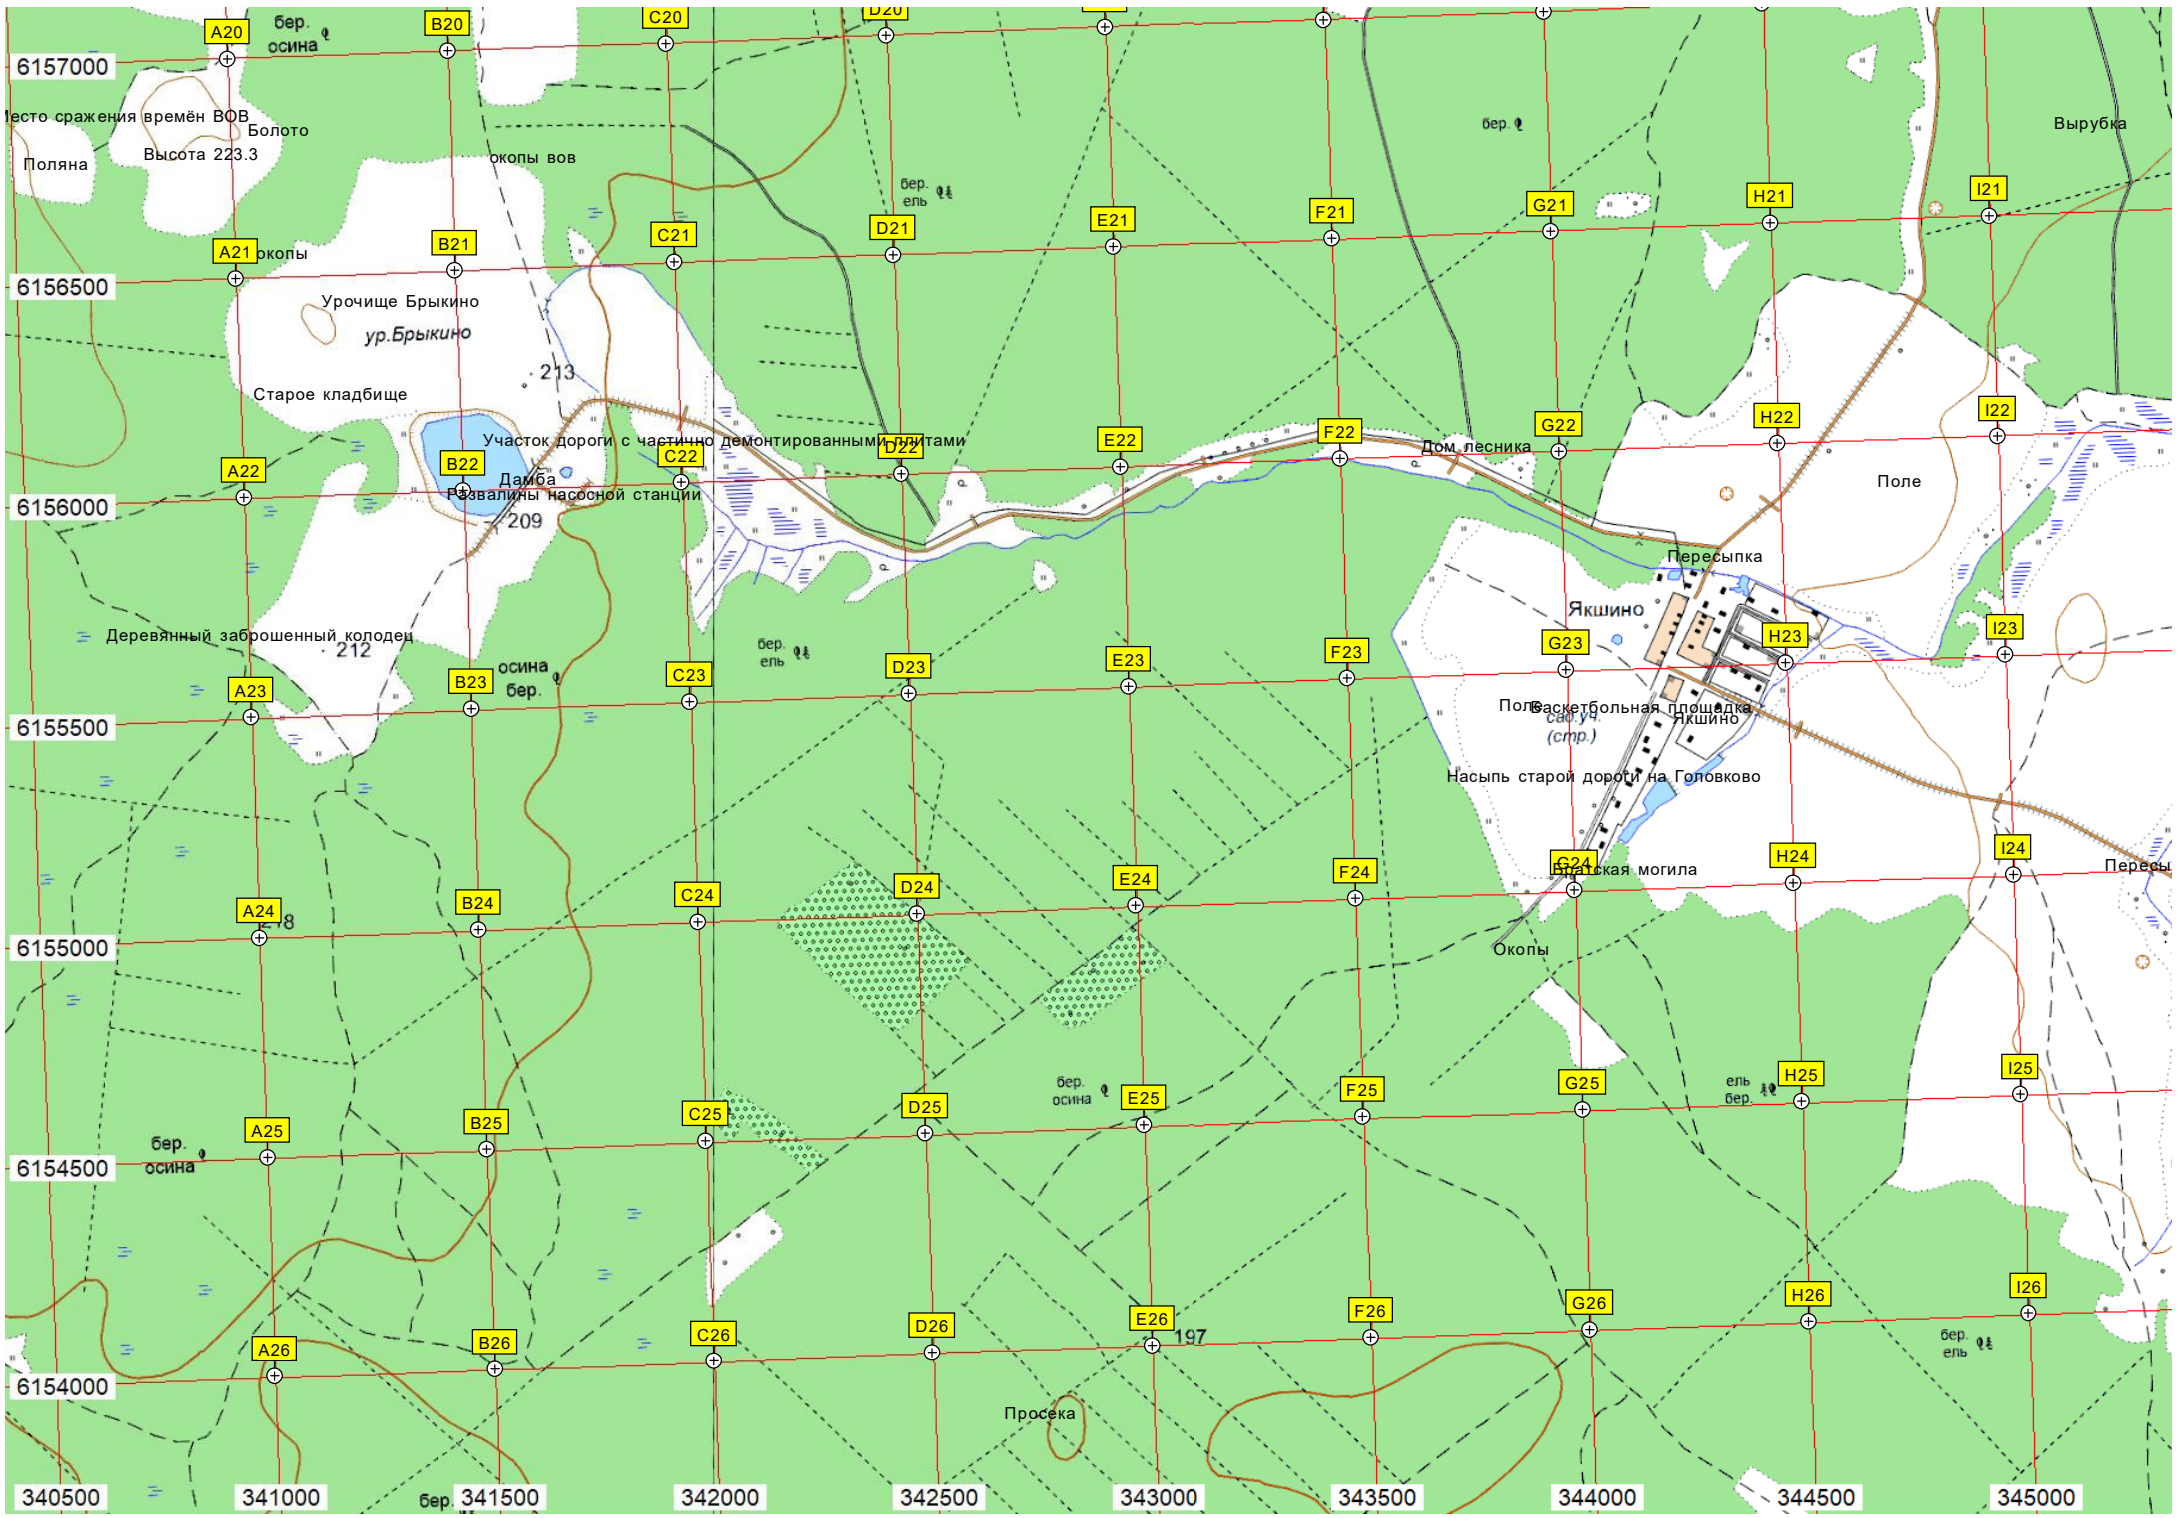 A20
бер.
осина
B20
C20
D20
6157000
Место сражения времён ВОВ
Болото
Высота 223.3
Поляна
окопы вов
бер.
ель
бер.
Вырубка
A21
окопы
B21
C21
D21
E21
F21
G21
H21
I21
6156500
Урочище Брыкино
ур.Брыкино
213
Старое кладбище
Участок дороги с частично демонтированными плитами
A22
B22
C22
D22
E22
F22
G22
H22
I22
Дом лесника
Дамба
Развалины насосной станции
6156000
209
Поле
Пересыпка
Якшино
Деревянный заброшенный колодец
212
бер.
ель
осина
бер.
A23
B23
C23
D23
E23
F23
G23
H23
I23
6155500
Поле
Баскетбольная площадка
сад.уч.
(стр.)
Якшино
Насыпь старой дороги на Головково
A24
B24
C24
D24
E24
F24
G24
H24
I24
Братская могила
Пересы
218
6155000
Окопы
бер.
осина
ель
бер.
A25
B25
C25
D25
E25
F25
G25
H25
I25
бер.
осина
6154500
A26
B26
C26
D26
E26
F26
G26
H26
I26
197
бер.
ель
6154000
Просека
бер.
340500
341000
341500
342000
342500
343000
343500
344000
344500
345000